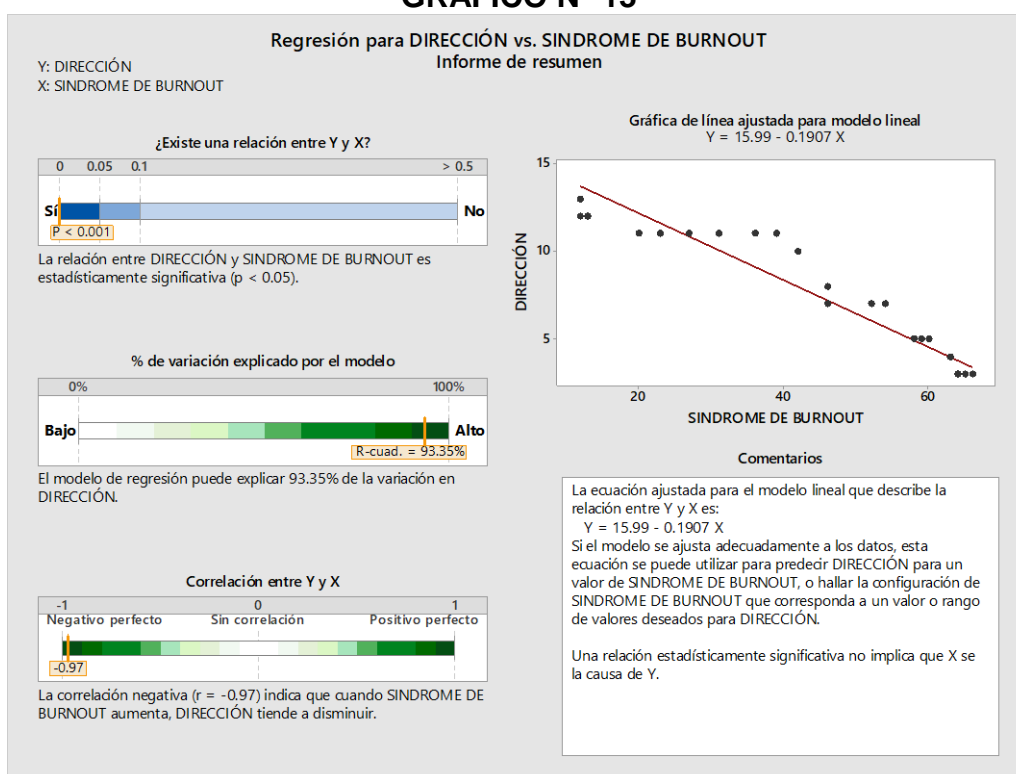 GRÁFICO N° 13
Regresión para DIRECCIÓN vs. SINDROME DE BURNOUT
Informe de resumen
Y: DIRECCIÓN
X: SINDROME DE BURNOUT
¿Existe una relación entre Y y X?
0 0.05 0.1 > 0.5
Sí No
P < 0.001
La relación entre DIRECCIÓN y SINDROME DE BURNOUT es
estadísticamente significativa (p < 0.05).
% de variación explicado por el modelo
0% 100%
Bajo Alto
R-cuad. = 93.35%
El modelo de regresión puede explicar 93.35% de la variación en
DIRECCIÓN.
Correlación entre Y y X
-1 0 1
Negativo perfecto Sin correlación Positivo perfecto
-0.97
La correlación negativa (r = -0.97) indica que cuando SINDROME DE
BURNOUT aumenta, DIRECCIÓN tiende a disminuir.
Gráfica de línea ajustada para modelo lineal
Y = 15.99 - 0.1907 X
15
10
5
DIRECCIÓN
20 40 60
SINDROME DE BURNOUT
Comentarios
La ecuación ajustada para el modelo lineal que describe la
relación entre Y y X es:
Y = 15.99 - 0.1907 X
Si el modelo se ajusta adecuadamente a los datos, esta
ecuación se puede utilizar para predecir DIRECCIÓN para un
valor de SINDROME DE BURNOUT, o hallar la configuración de
SINDROME DE BURNOUT que corresponda a un valor o rango
de valores deseados para DIRECCIÓN.
Una relación estadísticamente significativa no implica que X se
la causa de Y.